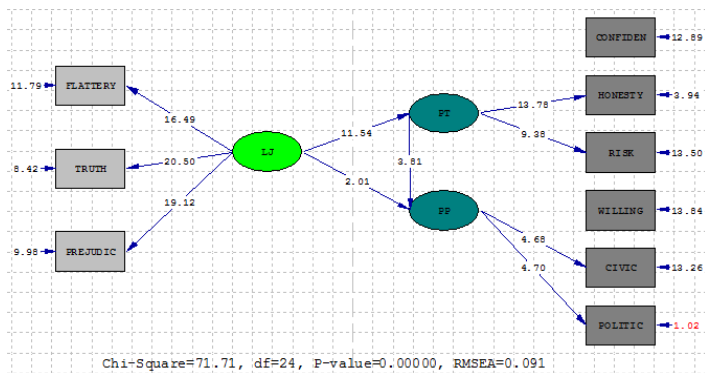 CONFIDEN 12.89
11.79 FLATTERY
HONESTY 3.94
16.49
11.54
PT
13.78
9.38
LJ
RISK 13.50
8.42 TRUTH
20.50
3.81
2.01
19.12
PP
WILLING 13.84
9.98 PREJUDIC
4.68
4.70
CIVIC 13.26
POLITIC 1.02
Chi-Square=71.71, df=24, P-value=0.00000, RMSEA=0.091